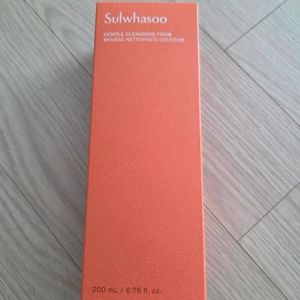 Sulwhasoo
GENTLE CLEANSING FOAM
MOUSSE NETTOYANTE DOUCEUR
200 mL / 6.76 fl. oz.